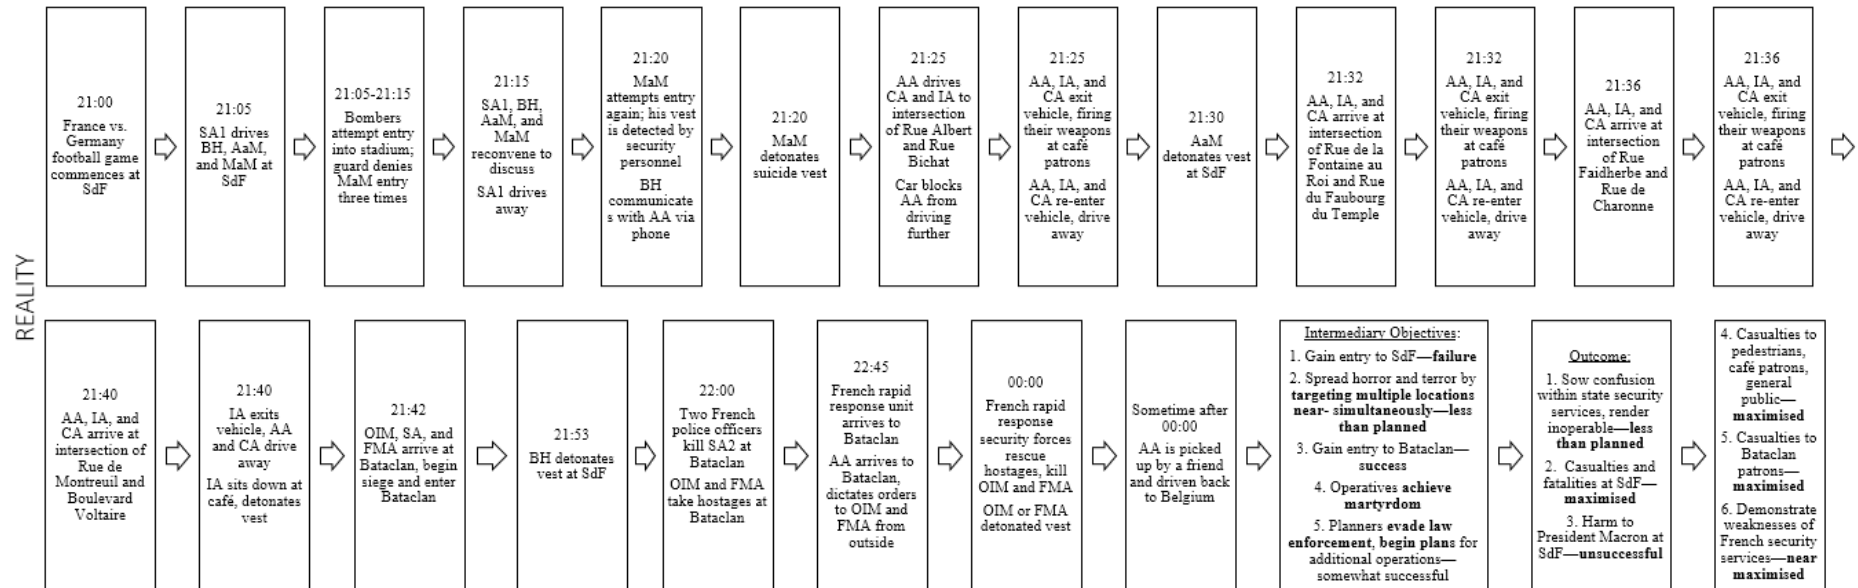 REALITY
21:00
France vs.
Germany
football game
commences at
SdF
21:05
SA1 drives
BH, AaM,
and MaM at
SdF
21:05-21:15
Bombers
attempt entry
into stadium;
guard denies
MaM entry
three times
21:15
SA1, BH,
AaM, and
MaM
reconvene to
discuss
SA1 drives
away
21:20
MaM
attempts entry
again; his vest
is detected by
security
personnel
BH
communicate
s with AA via
phone
21:20
MaM
detonates
suicide vest
21:25
AA drives
CA and IA to
intersection
of Rue Albert
and Rue
Bichat
Car blocks
AA from
driving
further
21:25
AA, IA, and
CA exit
vehicle, firing
their weapons
at café
patrons
AA, IA, and
CA re-enter
vehicle, drive
away
21:30
AaM
detonates vest
at SdF
21:32
AA, IA, and
CA arrive at
intersection
of Rue de la
Fontaine au
Roi and Rue
du Faubourg
du Temple
21:32
AA, IA, and
CA exit
vehicle, firing
their weapons
at café
patrons
AA, IA, and
CA re-enter
vehicle, drive
away
21:36
AA, IA, and
CA arrive at
intersection
of Rue
Faidherbe and
Rue de
Charonne
21:36
AA, IA, and
CA exit
vehicle, firing
their weapons
at café
patrons
AA, IA, and
CA re-enter
vehicle, drive
away
21:40
AA, IA, and
CA arrive at
intersection of
Rue de
Montreuil and
Boulevard
Voltaire
21:40
IA exits
vehicle, AA
and CA drive
away
IA sits down at
café, detonates
vest
21:42
OIM, SA, and
FMA arrive at
Bataclan, begin
siege and enter
Bataclan
21:53
BH detonates
vest at SdF
22:00
Two French
police officers
kill SA2 at
Bataclan
OIM and FMA
take hostages at
Bataclan
22:45
French rapid
response unit
arrives to
Bataclan
AA arrives to
Bataclan,
dictates orders
to OIM and
FMA from
outside
00:00
French rapid
response
security forces
rescue
hostages, kill
OIM and FMA
OIM or FMA
detonated vest
Sometime after
00:00
AA is picked
up by a friend
and driven back
to Belgium
Intermediary Objectives:
1. Gain entry to SdF—failure
2. Spread horror and terror by
targeting multiple locations
near- simultaneously—less
than planned
3. Gain entry to Bataclan—
success
4. Operatives achieve
martyrdom
5. Planners evade law
enforcement, begin plans for
additional operations—
somewhat successful
Outcome:
1. Sow confusion
within state security
services, render
inoperable—less
than planned
2. Casualties and
fatalities at SdF—
maximised
3. Harm to
President Macron at
SdF—unsuccessful
4. Casualties to
pedestrians,
café patrons,
general
public—
maximised
5. Casualties to
Bataclan
patrons—
maximised
6. Demonstrate
weaknesses of
French security
services—near
maximised